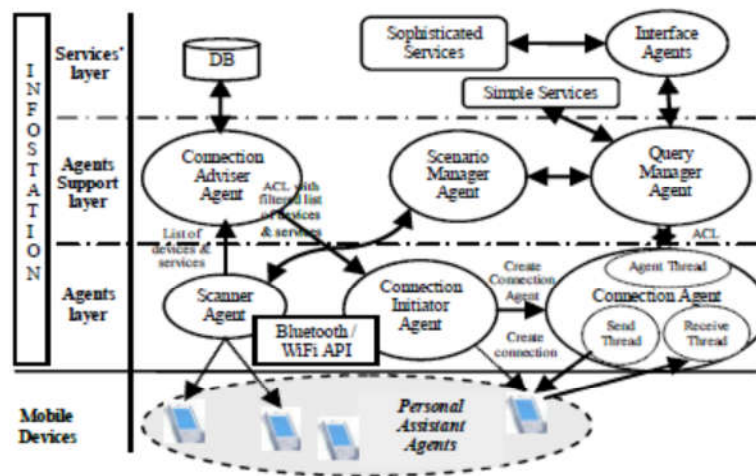 INFOSTATION
Services'
layer
DB
Sophisticated
Services
Interface
Agents
Simple Services
Agents
Support
layer
Connection
Adviser
Agent
ACL with
filtered list
of devices
& services
Scenario
Manager
Agent
Query
Manager
Agent
List of
devices &
services
ACL
Agents
layer
Scanner
Agent
Bluetooth /
WiFi API
Connection
Initiator
Agent
Create
Connection
Agent
Create
connection
Agent Thread
Connection Agent
Send
Thread
Receive
Thread
Mobile
Devices
Personal
Assistant
Agents